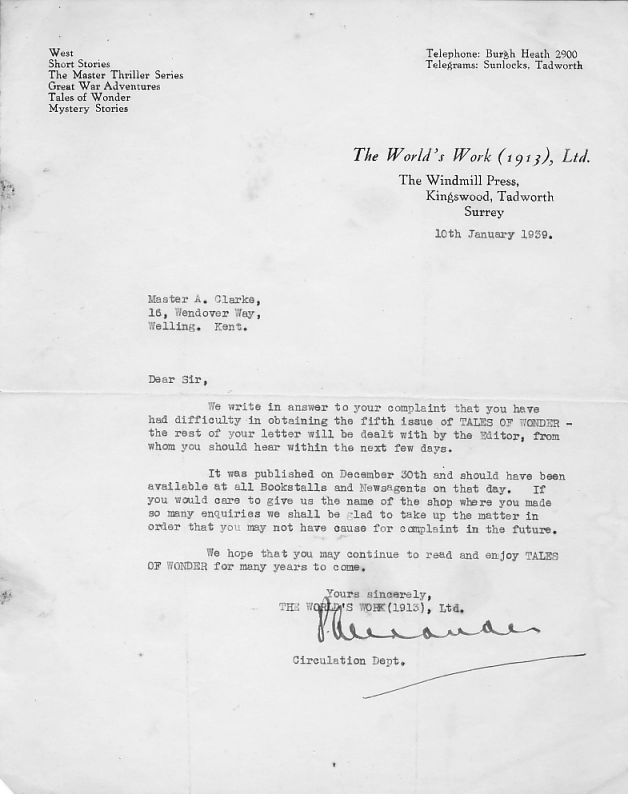 West
Short Stories
The Master Thriller Series
Great War Adventures
Tales of Wonder
Mystery Stories
Telephone: Burgh Heath 2900
Telegrams: Sunlocks, Tadworth
The World's Work (1913), Ltd.
The Windmill Press,
Kingswood, Tadworth
Surrey
10th January 1939.
Master A. Clarke,
16, Wendover Way,
Welling. Kent.
Dear Sir,
We write in answer to your complaint that you have
had difficulty in obtaining the fifth issue of TALES OF WONDER -
the rest of your letter will be dealt with by the Editor, from
whom you should hear within the next few days.
It was published on December 30th and should have been
available at all Bookstalls and Newsagents on that day. If
you would care to give us the name of the shop where you made
so many enquiries we shall be glad to take up the matter in
order that you may not have cause for complaint in the future.
We hope that you may continue to read and enjoy TALES
OF WONDER for many years to come.
Yours sincerely,
THE WORLD'S WORK(1913), Ltd.
Circulation Dept.